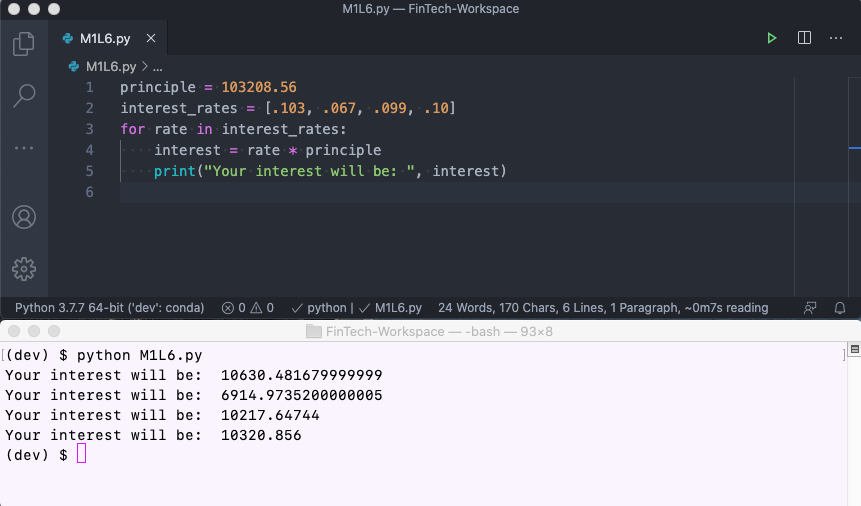 M1L6.py — FinTech-Workspace
M1L6.py
M1L6.py > ...
1 principle = 103208.56
2 interest_rates = [.103, .067, .099, .10]
3 for rate in interest_rates:
4     interest = rate * principle
5     print("Your interest will be: ", interest)
6
Python 3.7.7 64-bit ('dev': conda) 0 0 python | M1L6.py 24 Words, 170 Chars, 6 Lines, 1 Paragraph, ~0m7s reading
FinTech-Workspace — -bash — 93×8
[(dev) $ python M1L6.py ]
Your interest will be:  10630.481679999999
Your interest will be:  6914.9735200000005
Your interest will be:  10217.64744
Your interest will be:  10320.856
(dev) $